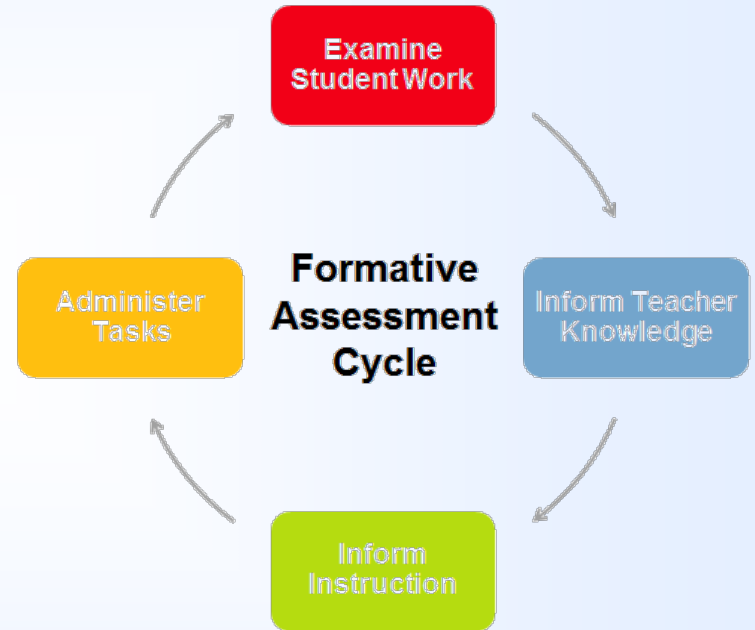 Examine
Student Work
Formative
Assessment
Cycle
Administer
Tasks
Inform Teacher
Knowledge
Inform
Instruction